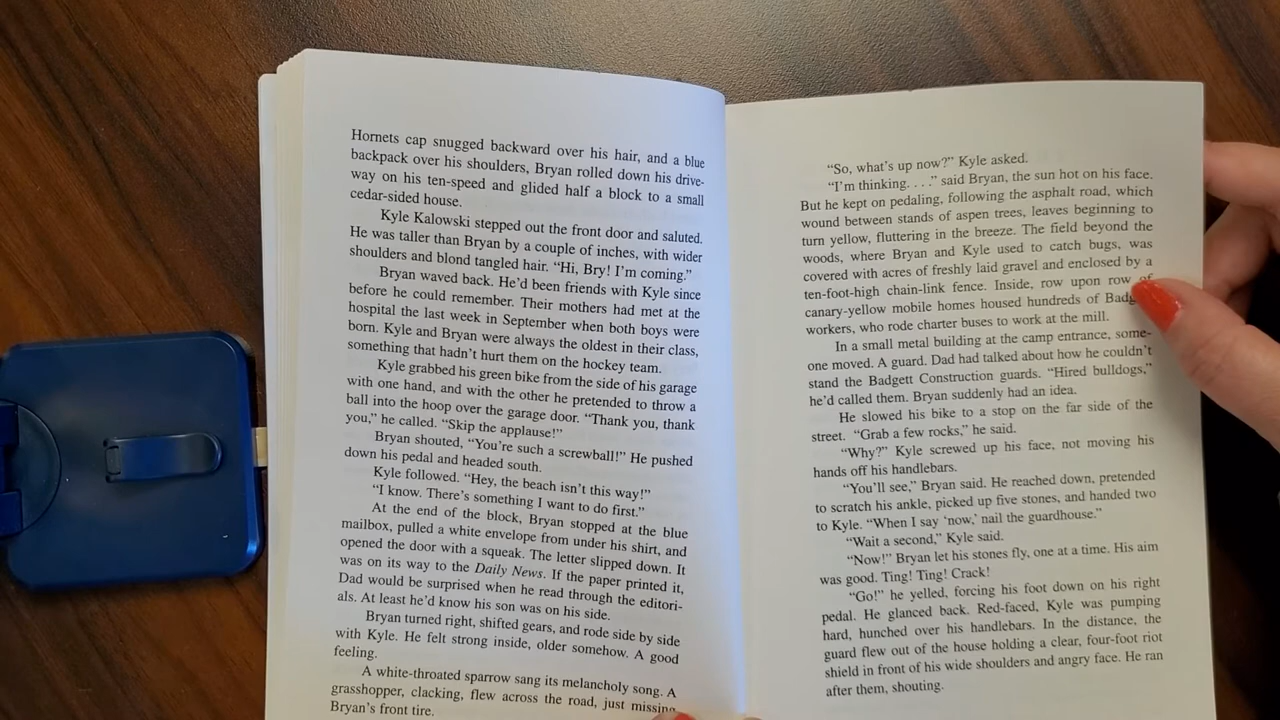 Hornets cap snugged backward over his hair, and a blue
backpack over his shoulders, Bryan rolled down his drive-
way on his ten-speed and glided half a block to a small
cedar-sided house.
Kyle Kalowski stepped out the front door and saluted.
He was taller than Bryan by a couple of inches, with wider
shoulders and blond tangled hair. “Hi, Bry! I’m coming.”
Bryan waved back. He’d been friends with Kyle since
before he could remember. Their mothers had met at the
hospital the last week in September when both boys were
born. Kyle and Bryan were always the oldest in their class,
something that hadn’t hurt them on the hockey team.
Kyle grabbed his green bike from the side of his garage
with one hand, and with the other he pretended to throw a
ball into the hoop over the garage door. “Thank you, thank
you,” he called. “Skip the applause!”
Bryan shouted, “You’re such a screwball!” He pushed
down his pedal and headed south.
Kyle followed. “Hey, the beach isn’t this way!”
“I know. There’s something I want to do first.”
At the end of the block, Bryan stopped at the blue
mailbox, pulled a white envelope from under his shirt, and
opened the door with a squeak. The letter slipped down. It
was on its way to the Daily News. If the paper printed it,
Dad would be surprised when he read through the editori-
als. At least he’d know his son was on his side.
Bryan turned right, shifted gears, and rode side by side
with Kyle. He felt strong inside, older somehow. A good
feeling.
A white-throated sparrow sang its melancholy song. A
grasshopper, clacking, flew across the road, just missing
Bryan’s front tire.
“So, what’s up now?” Kyle asked.
“I’m thinking. . . .” said Bryan, the sun hot on his face.
But he kept on pedaling, following the asphalt road, which
wound between stands of aspen trees, leaves beginning to
turn yellow, fluttering in the breeze. The field beyond the
woods, where Bryan and Kyle used to catch bugs, was
covered with acres of freshly laid gravel and enclosed by a
ten-foot-high chain-link fence. Inside, row upon row of
canary-yellow mobile homes housed hundreds of
workers, who rode charter buses to work at the mill.
In a small metal building at the camp entrance, some-
one moved. A guard. Dad had talked about how he couldn’t
stand the Badgett Construction guards. “Hired bulldogs,”
he’d called them. Bryan suddenly had an idea.
He slowed his bike to a stop on the far side of the
street. “Grab a few rocks,” he said.
“Why?” Kyle screwed up his face, not moving his
hands off his handlebars.
“You’ll see,” Bryan said. He reached down, pretended
to scratch his ankle, picked up five stones, and handed two
to Kyle. “When I say ‘now,’ nail the guardhouse.”
“Wait a second,” Kyle said.
“Now!” Bryan let his stones fly, one at a time. His aim
was good. Ting! Ting! Crack!
“Go!” he yelled, forcing his foot down on his right
pedal. He glanced back. Red-faced, Kyle was pumping
hard, hunched over his handlebars. In the distance, the
guard flew out of the house holding a clear, four-foot riot
shield in front of his wide shoulders and angry face. He ran
after them, shouting.